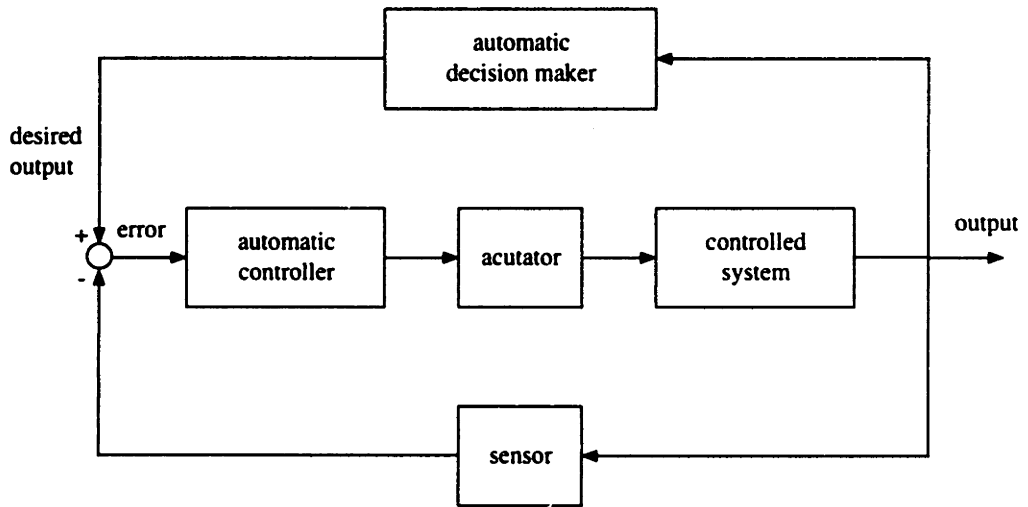 automatic
decision maker
desired
output
+
error
-
automatic
controller
acutator
controlled
system
output
sensor